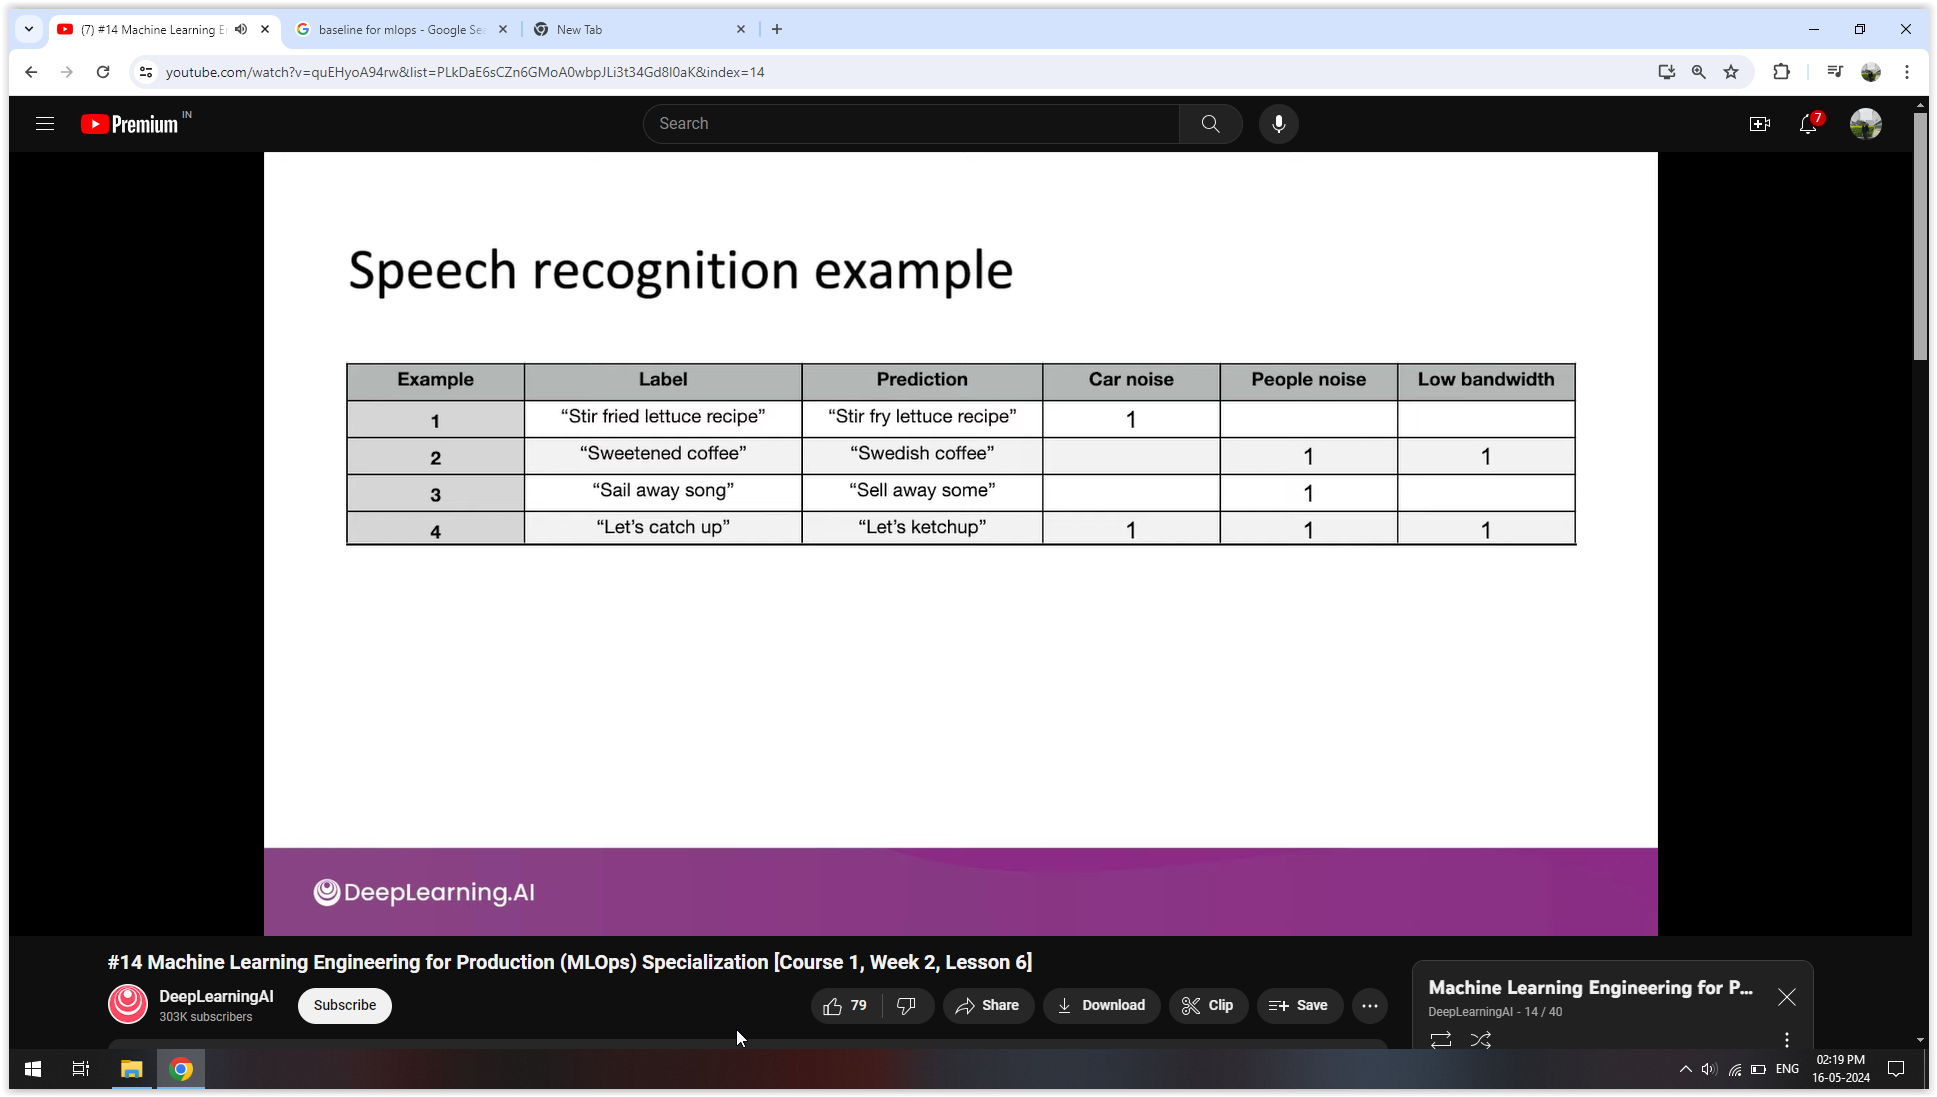 (7) #14 Machine Learning E
baseline for mlops - Google Se
New Tab
youtube.com/watch?v=quEHyoA94rw&list=PLkDaE6sCZn6GMoA0wbpJLi3t34Gd8l0aK&index=14
Premium IN
Search
7
Speech recognition example
Example Label Prediction Car noise People noise Low bandwidth
1 “Stir fried lettuce recipe” “Stir fry lettuce recipe” 1
2 “Sweetened coffee” “Swedish coffee” 1 1
3 “Sail away song” “Sell away some” 1
4 “Let’s catch up” “Let’s ketchup” 1 1 1
DeepLearning.AI
#14 Machine Learning Engineering for Production (MLOps) Specialization [Course 1, Week 2, Lesson 6]
DeepLearningAI
303K subscribers
Subscribe
79
Share
Download
Clip
Save
Machine Learning Engineering for P...
DeepLearningAI - 14 / 40
ENG
02:19 PM
16-05-2024